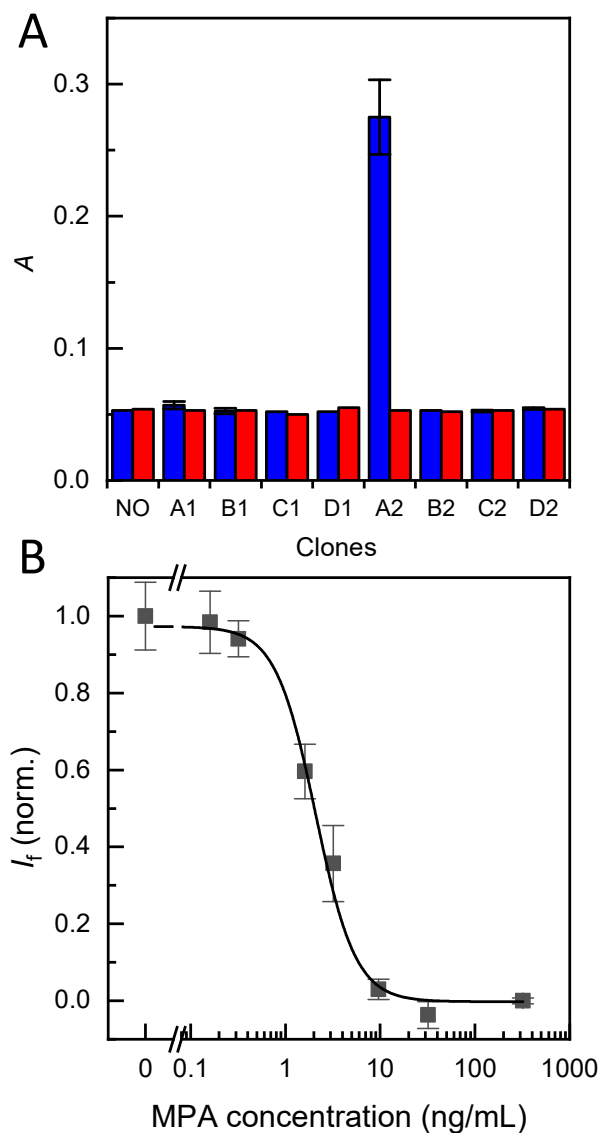 A
0.3
0.2
0.1
0.0
A
NO A1 B1 C1 D1 A2 B2 C2 D2
Clones
B
1.0
0.8
0.6
0.4
0.2
0.0
If (norm.)
0 0.1 1 10 100 1000
MPA concentration (ng/mL)